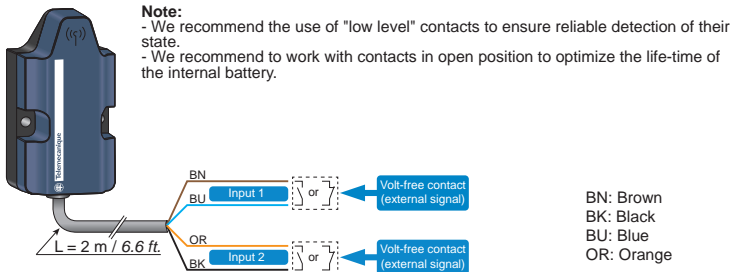 Note:
- We recommend the use of "low level" contacts to ensure reliable detection of their
state.
- We recommend to work with contacts in open position to optimize the life-time of
the internal battery.
Telemecanique
BN
BU
Input 1
or
Volt-free contact
(external signal)
OR
BK
Input 2
or
Volt-free contact
(external signal)
L = 2 m / 6.6 ft.
BN: Brown
BK: Black
BU: Blue
OR: Orange